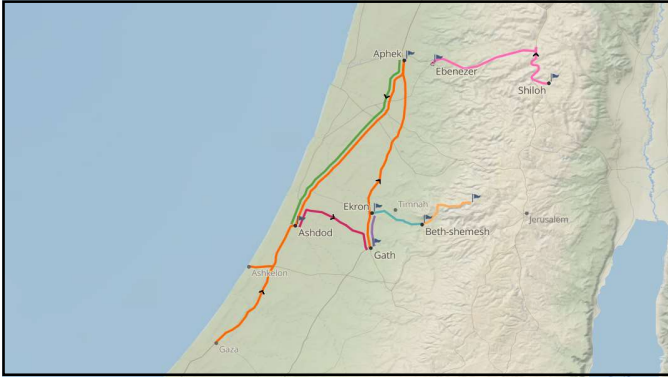 Aphek
Ebenezer
Shiloh
Ekron
Timnah
Jerusalem
Ashdod
Beth-shemesh
Gath
Ashkelon
Gaza